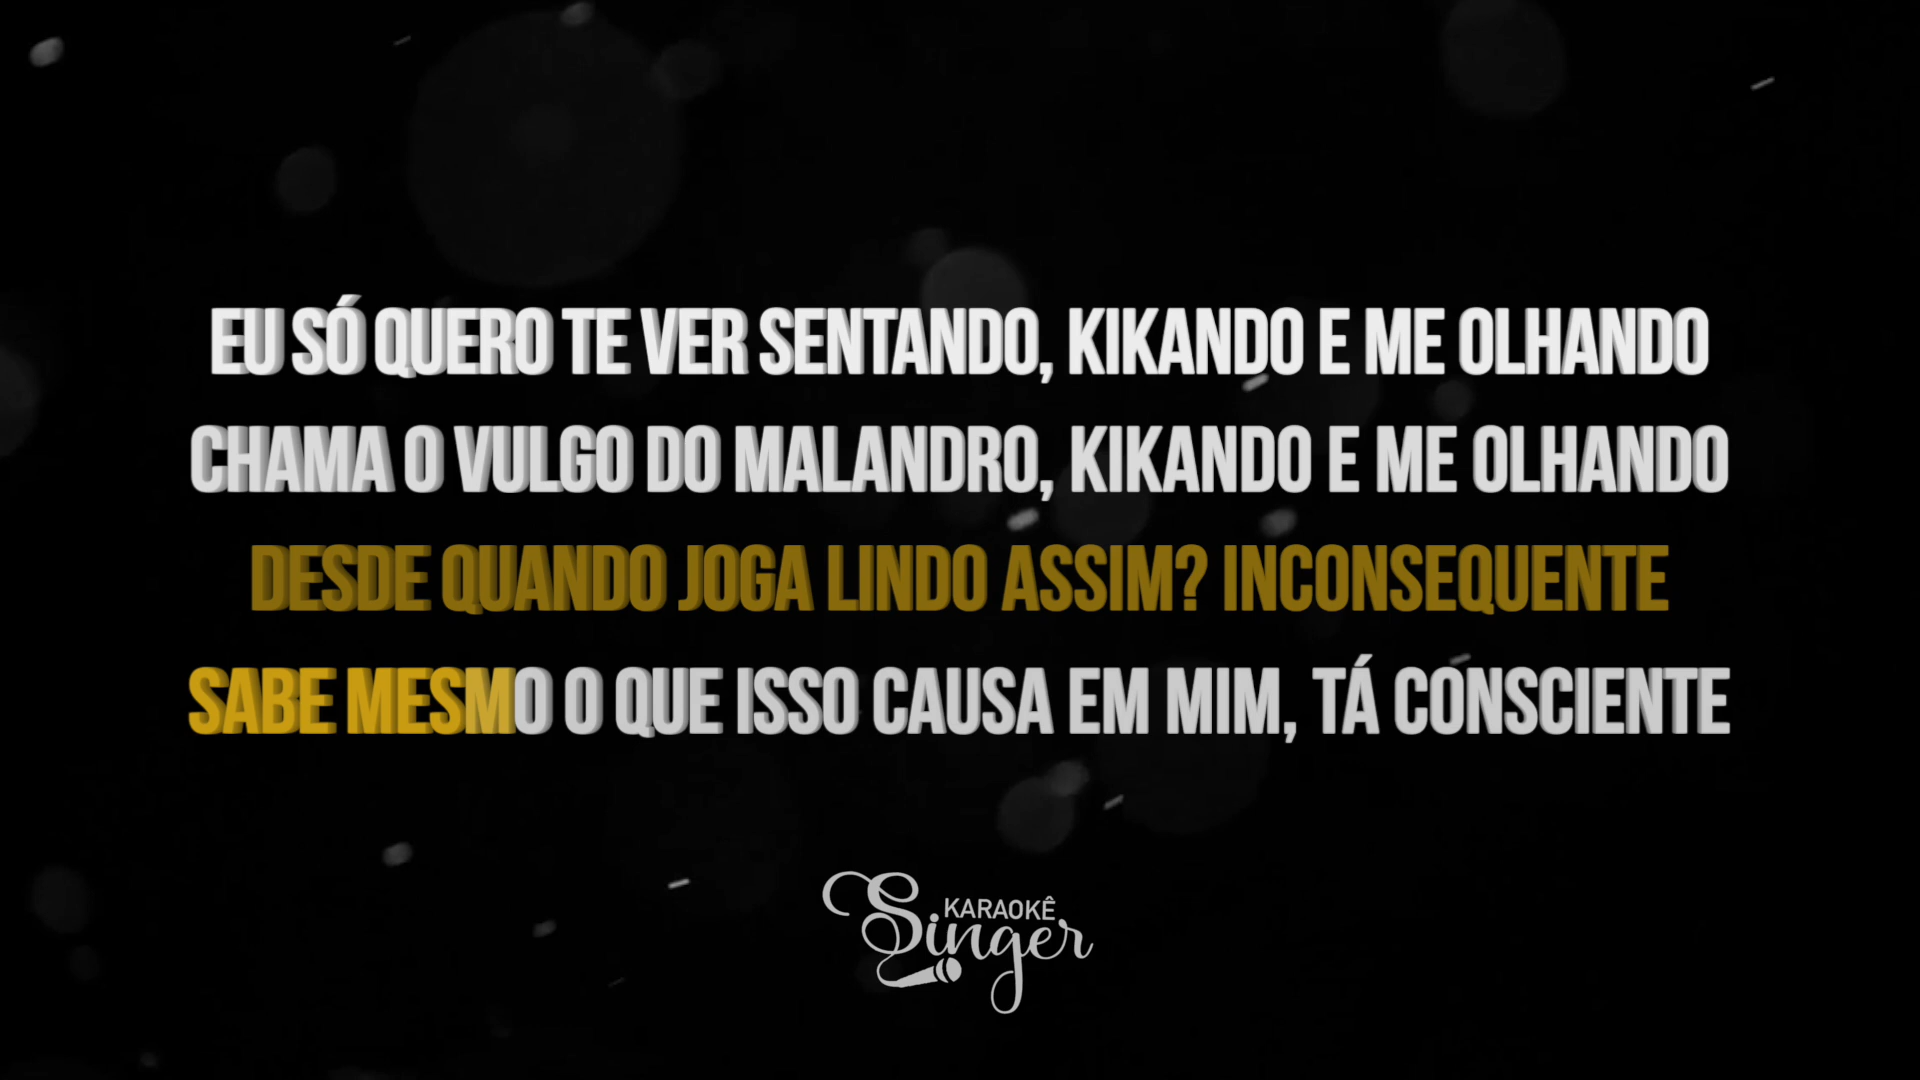 EU SÓ QUERO TE VER SENTANDO, KIKANDO E ME OLHANDO
CHAMA O VULGO DO MALANDRO, KIKANDO E ME OLHANDO
DESDE QUANDO JOGA LINDO ASSIM? INCONSEQUENTE
SABE MESMO O QUE ISSO CAUSA EM MIM, TÁ CONSCIENTE
KARAOKÊ
Singer